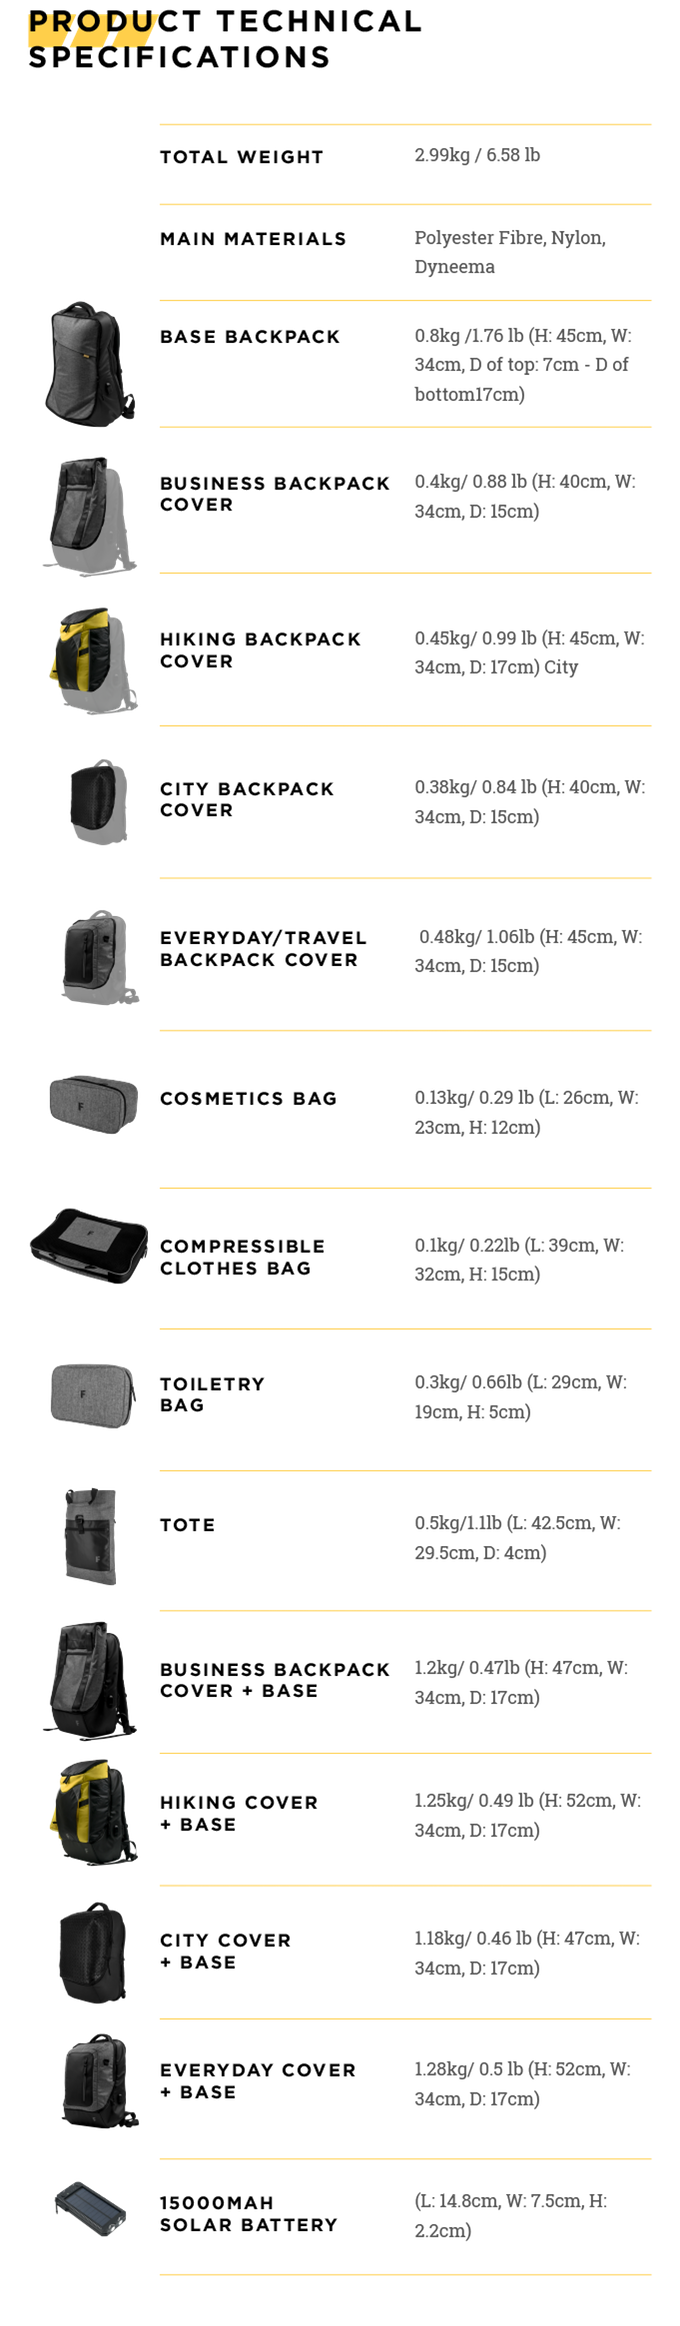 PRODUCT TECHNICAL
SPECIFICATIONS
TOTAL WEIGHT
2.99kg / 6.58 lb
MAIN MATERIALS
Polyester Fibre, Nylon,
Dyneema
BASE BACKPACK
0.8kg /1.76 lb (H: 45cm, W:
34cm, D of top: 7cm - D of
bottom17cm)
BUSINESS BACKPACK
COVER
0.4kg/ 0.88 lb (H: 40cm, W:
34cm, D: 15cm)
HIKING BACKPACK
COVER
0.45kg/ 0.99 lb (H: 45cm, W:
34cm, D: 17cm) City
CITY BACKPACK
COVER
0.38kg/ 0.84 lb (H: 40cm, W:
34cm, D: 15cm)
EVERYDAY/TRAVEL
BACKPACK COVER
0.48kg/ 1.06lb (H: 45cm, W:
34cm, D: 15cm)
F
COSMETICS BAG
0.13kg/ 0.29 lb (L: 26cm, W:
23cm, H: 12cm)
F
COMPRESSIBLE
CLOTHES BAG
0.1kg/ 0.22lb (L: 39cm, W:
32cm, H: 15cm)
F
TOILETRY
BAG
0.3kg/ 0.66lb (L: 29cm, W:
19cm, H: 5cm)
F
TOTE
0.5kg/1.1lb (L: 42.5cm, W:
29.5cm, D: 4cm)
BUSINESS BACKPACK
COVER + BASE
1.2kg/ 0.47lb (H: 47cm, W:
34cm, D: 17cm)
HIKING COVER
+ BASE
1.25kg/ 0.49 lb (H: 52cm, W:
34cm, D: 17cm)
CITY COVER
+ BASE
1.18kg/ 0.46 lb (H: 47cm, W:
34cm, D: 17cm)
EVERYDAY COVER
+ BASE
1.28kg/ 0.5 lb (H: 52cm, W:
34cm, D: 17cm)
15000MAH
SOLAR BATTERY
(L: 14.8cm, W: 7.5cm, H:
2.2cm)